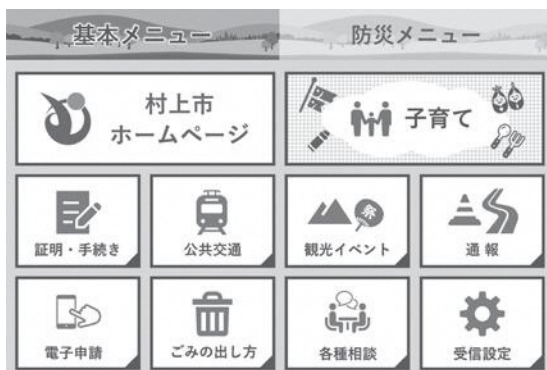 基本メニュー
防災メニュー
村上市
ホームページ
子育て
証明・手続き
公共交通
祭
観光イベント
通報
電子申請
ごみの出し方
各種相談
受信設定